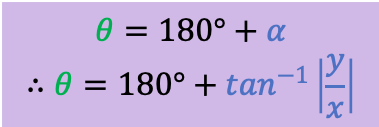 θ = 180° + α
∴ θ = 180° + tan⁻¹ |y/x|